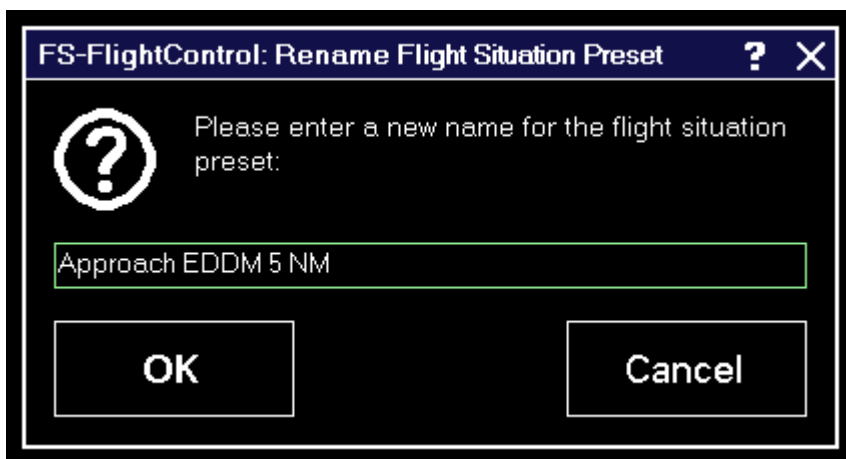 FS-FlightControl: Rename Flight Situation Preset ? X
Please enter a new name for the flight situation
preset:
?
Approach EDDM 5 NM
OK Cancel